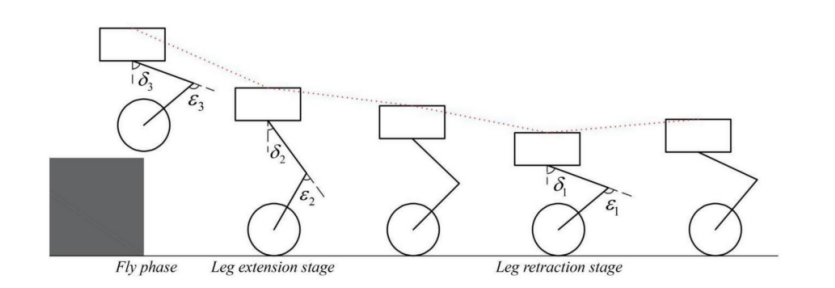 δ₃
ε₃
δ₂
ε₂
δ₁
ε₁
Fly phase Leg extension stage Leg retraction stage